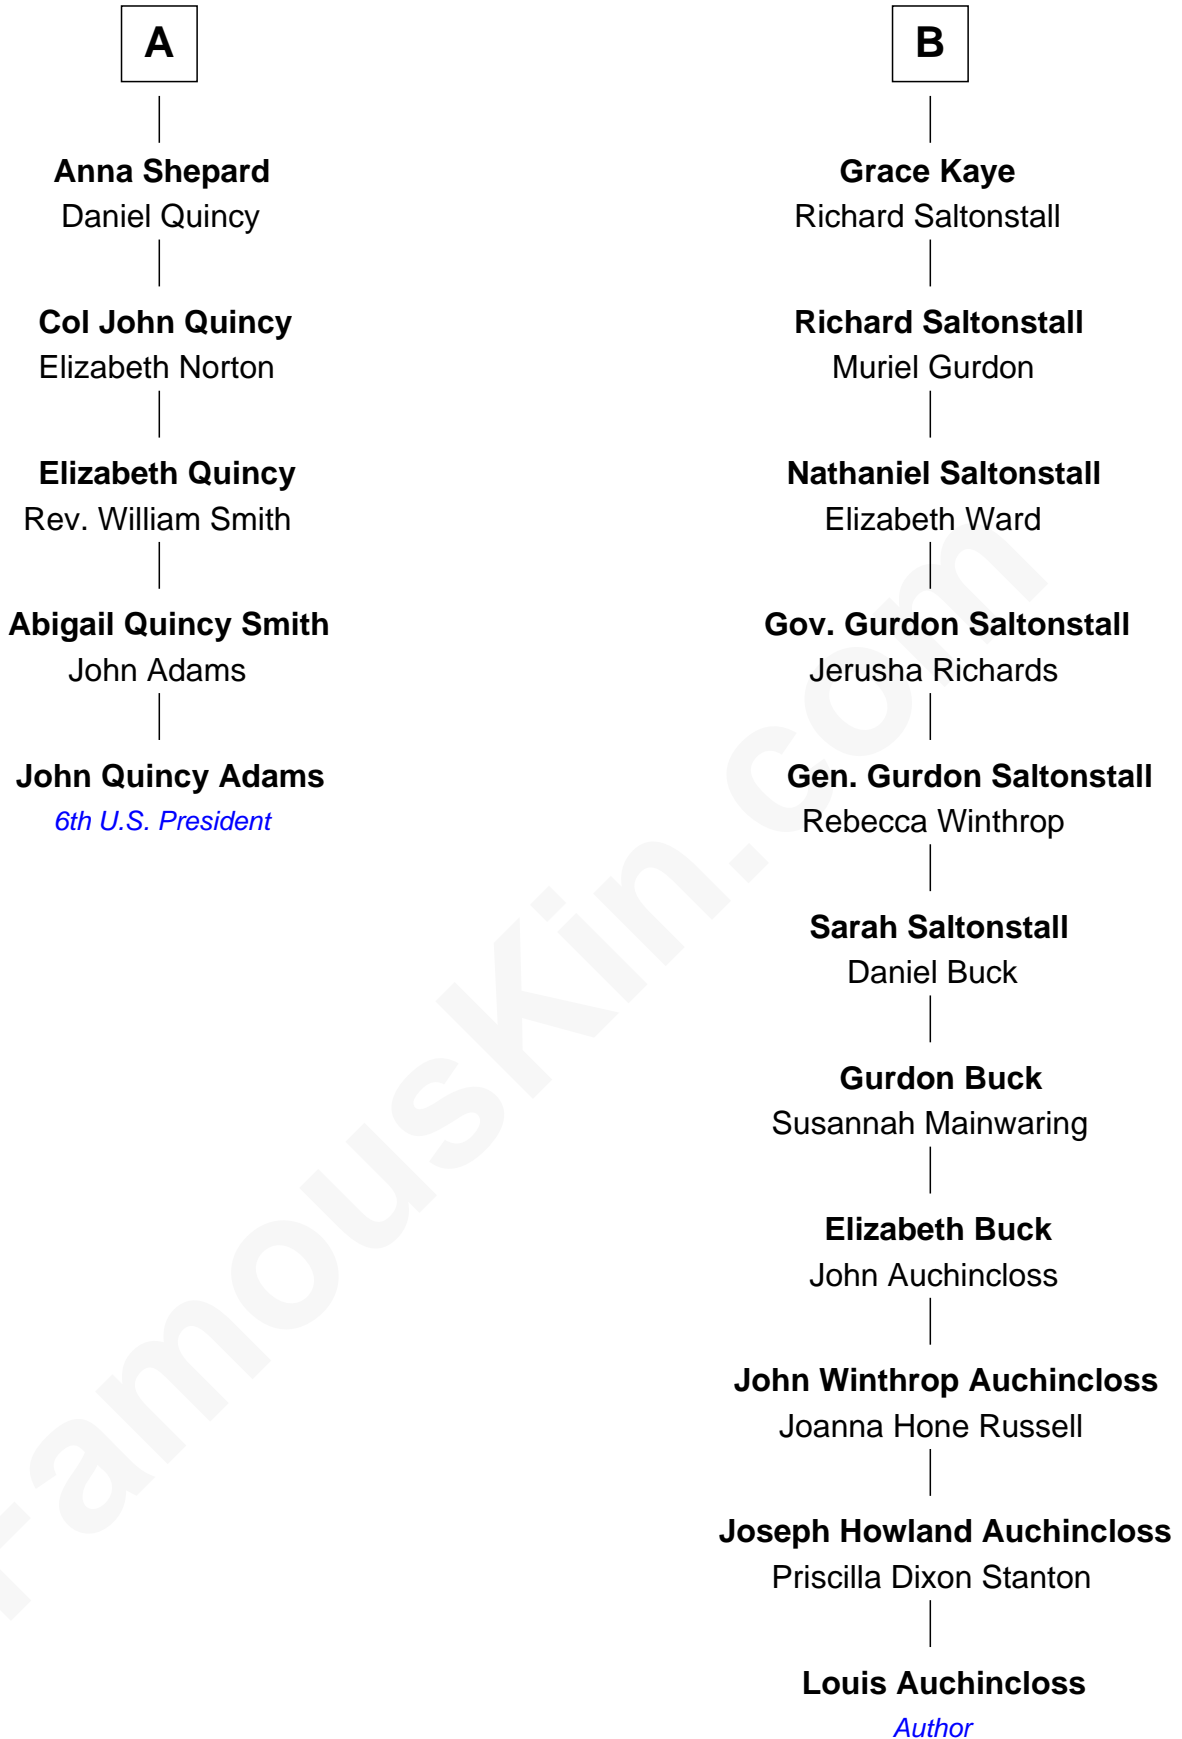 A
Anna Shepard
Daniel Quincy
Col John Quincy
Elizabeth Norton
Elizabeth Quincy
Rev. William Smith
Abigail Quincy Smith
John Adams
John Quincy Adams
6th U.S. President
B
Grace Kaye
Richard Saltonstall
Richard Saltonstall
Muriel Gurdon
Nathaniel Saltonstall
Elizabeth Ward
Gov. Gurdon Saltonstall
Jerusha Richards
Gen. Gurdon Saltonstall
Rebecca Winthrop
Sarah Saltonstall
Daniel Buck
Gurdon Buck
Susannah Mainwaring
Elizabeth Buck
John Auchincloss
John Winthrop Auchincloss
Joanna Hone Russell
Joseph Howland Auchincloss
Priscilla Dixon Stanton
Louis Auchincloss
Author
FamousKin.com